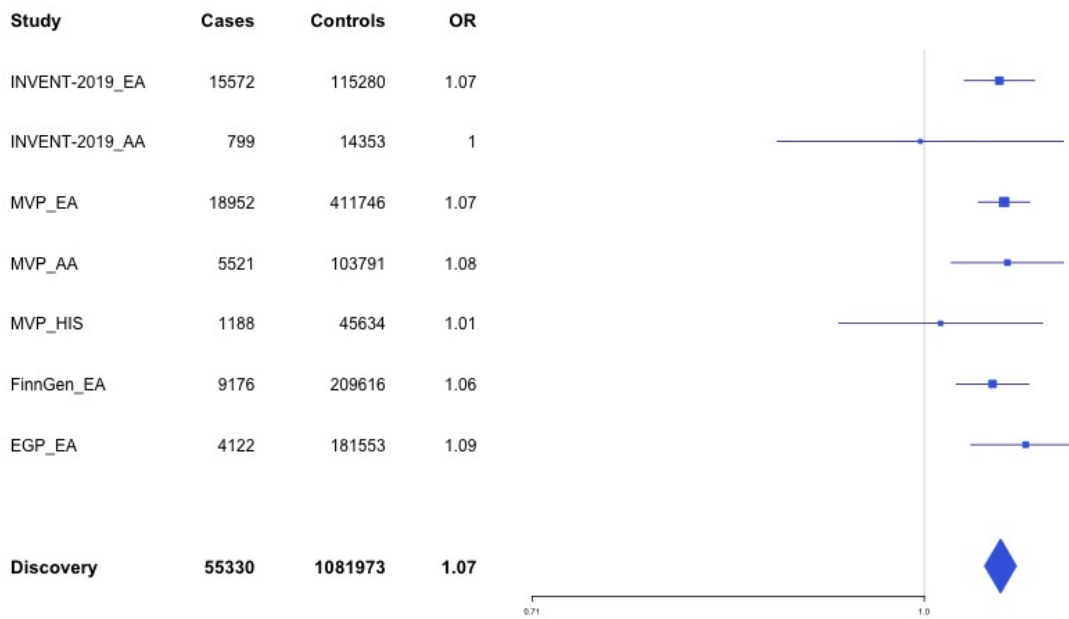 Study Cases Controls OR
INVENT-2019_EA 15572 115280 1.07
INVENT-2019_AA 799 14353 1
MVP_EA 18952 411746 1.07
MVP_AA 5521 103791 1.08
MVP_HIS 1188 45634 1.01
FinnGen_EA 9176 209616 1.06
EGP_EA 4122 181553 1.09
Discovery 55330 1081973 1.07
0.71 1.0